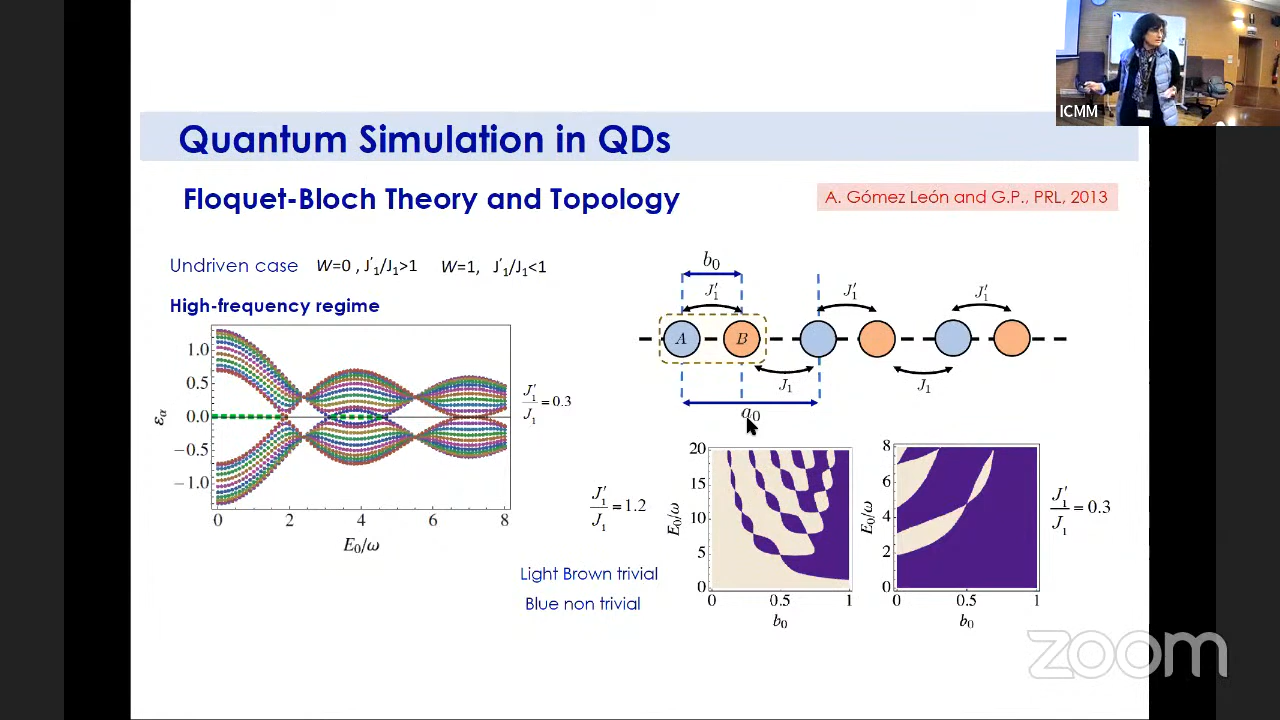 ICMM
Quantum Simulation in QDs
Floquet-Bloch Theory and Topology
A. Gómez León and G.P., PRL, 2013
Undriven case W=0 , J'₁/J₁>1 W=1, J'₁/J₁<1
High-frequency regime
1.0
0.5
0.0
−0.5
−1.0
εα
0 2 4 6 8
E₀/ω
J'₁/J₁ = 0.3
b₀
J'₁ J'₁ J'₁
A B
J₁ J₁
a₀
J'₁/J₁ = 1.2
20
15
10
5
0
E₀/ω
0 0.5 1
b₀
8
6
4
2
0
E₀/ω
0 0.5 1
b₀
J'₁/J₁ = 0.3
Light Brown trivial
Blue non trivial
zoom